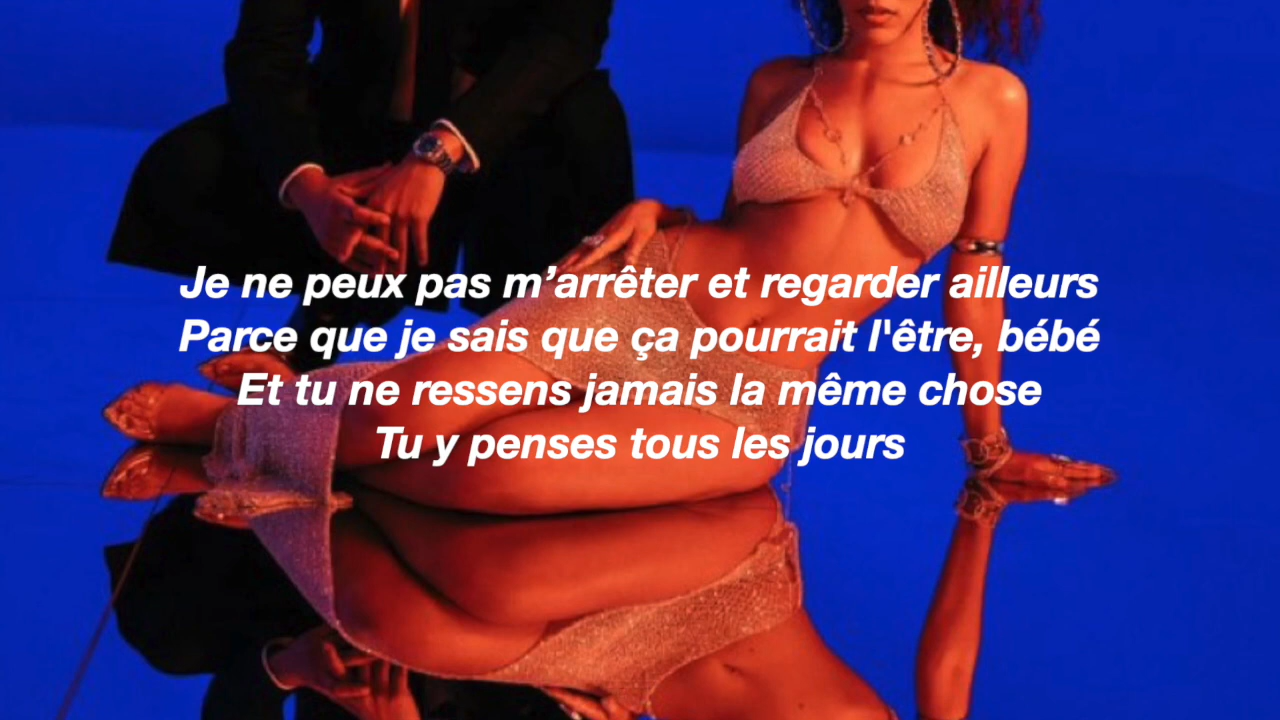 Je ne peux pas m’arrêter et regarder ailleurs
Parce que je sais que ça pourrait l'être, bébé
Et tu ne ressens jamais la même chose
Tu y penses tous les jours